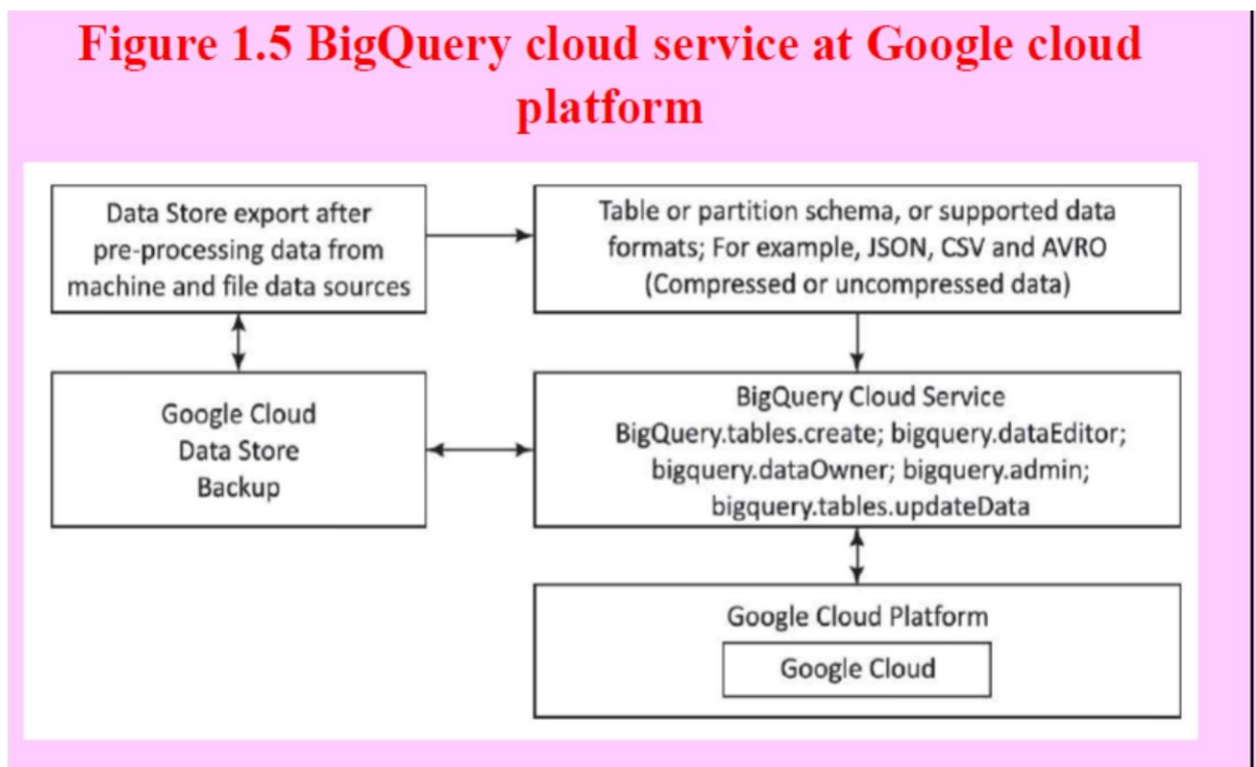 Figure 1.5 BigQuery cloud service at Google cloud
platform
Data Store export after
pre-processing data from
machine and file data sources
Table or partition schema, or supported data
formats; For example, JSON, CSV and AVRO
(Compressed or uncompressed data)
Google Cloud
Data Store
Backup
BigQuery Cloud Service
BigQuery.tables.create; bigquery.dataEditor;
bigquery.dataOwner; bigquery.admin;
bigquery.tables.updateData
Google Cloud Platform
Google Cloud